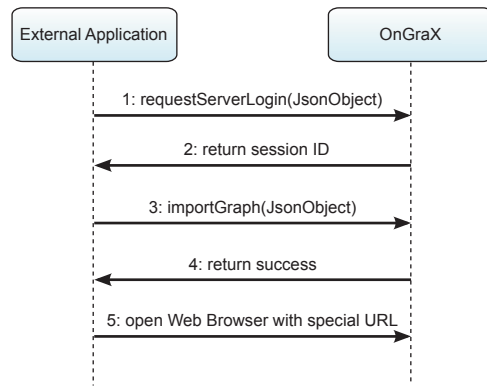 External Application
OnGraX
1: requestServerLogin(JsonObject)
2: return session ID
3: importGraph(JsonObject)
4: return success
5: open Web Browser with special URL